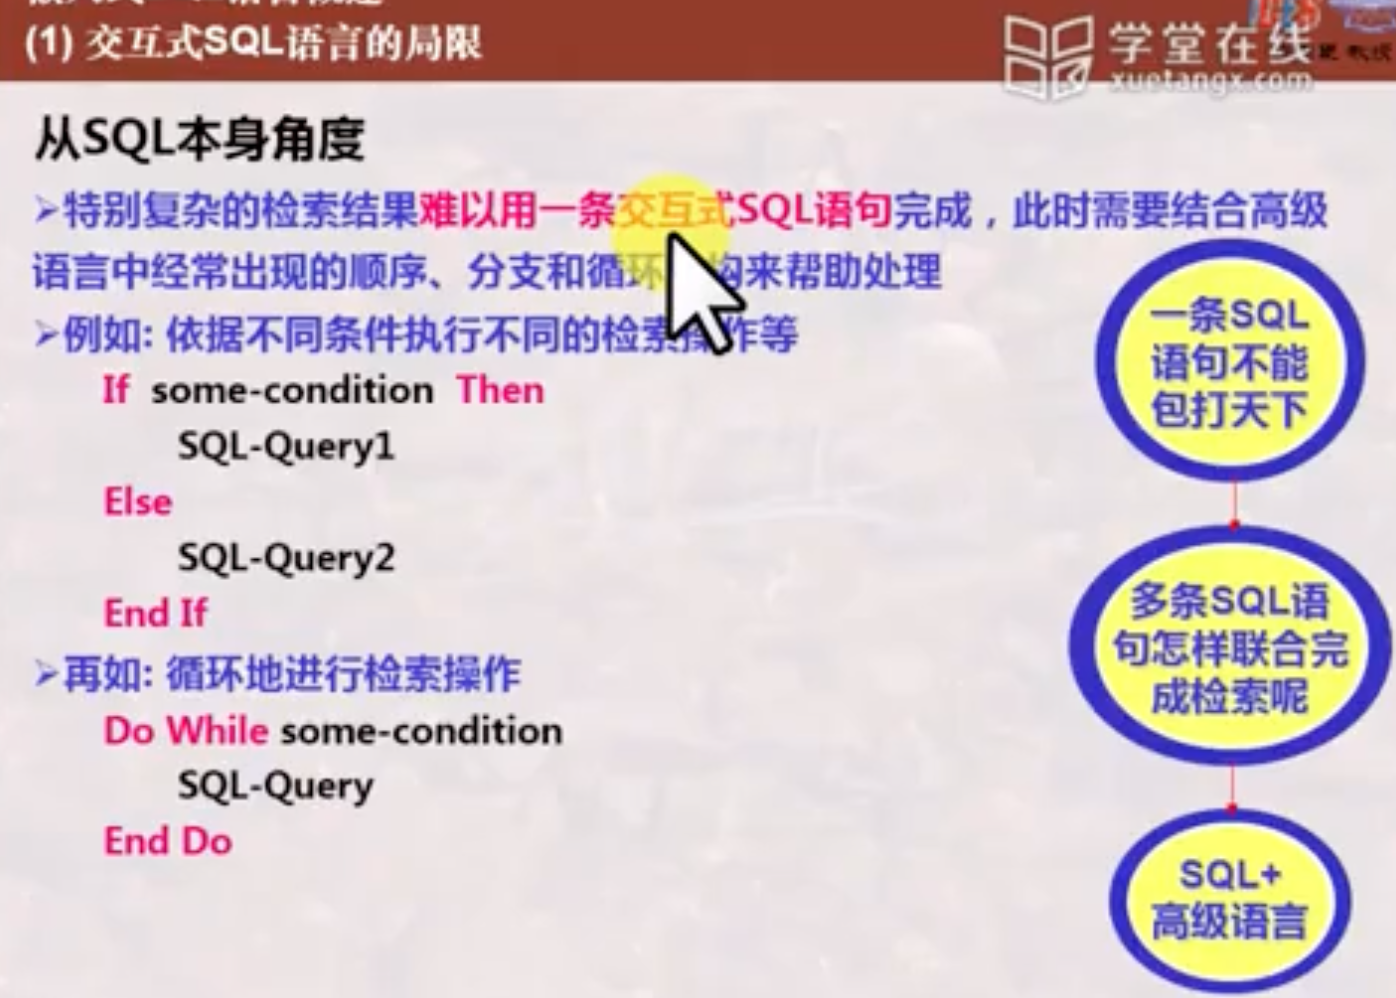 (1) 交互式SQL语言的局限
学堂在线
xuetangx.com
教授
从SQL本身角度
➢特别复杂的检索结果难以用一条交互式SQL语句完成，此时需要结合高级
语言中经常出现的顺序、分支和循环 构来帮助处理
➢例如: 依据不同条件执行不同的检索操作等
If some-condition Then
SQL-Query1
Else
SQL-Query2
End If
➢再如: 循环地进行检索操作
Do While some-condition
SQL-Query
End Do
一条SQL
语句不能
包打天下
多条SQL语
句怎样联合完
成检索呢
SQL+
高级语言